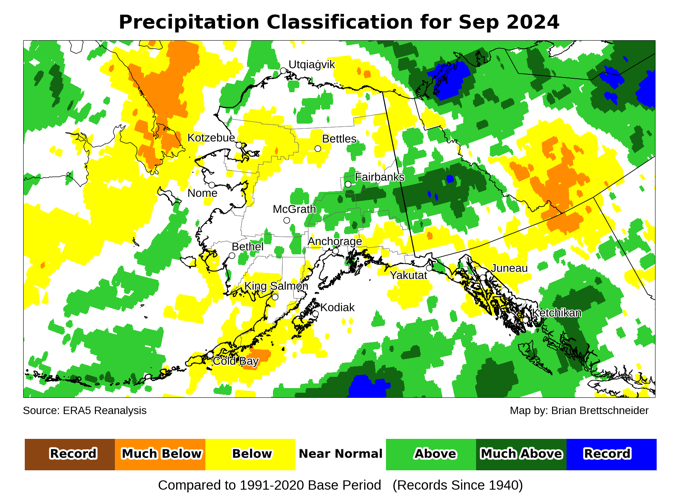 Precipitation Classification for Sep 2024
Utqiaġvik
Kotzebue
Bettles
Fairbanks
Nome
McGrath
Anchorage
Bethel
Juneau
Yakutat
King Salmon
Kodiak
Ketchikan
Cold Bay
Source: ERA5 Reanalysis Map by: Brian Brettschneider
Record Much Below Below Near Normal Above Much Above Record
Compared to 1991-2020 Base Period (Records Since 1940)